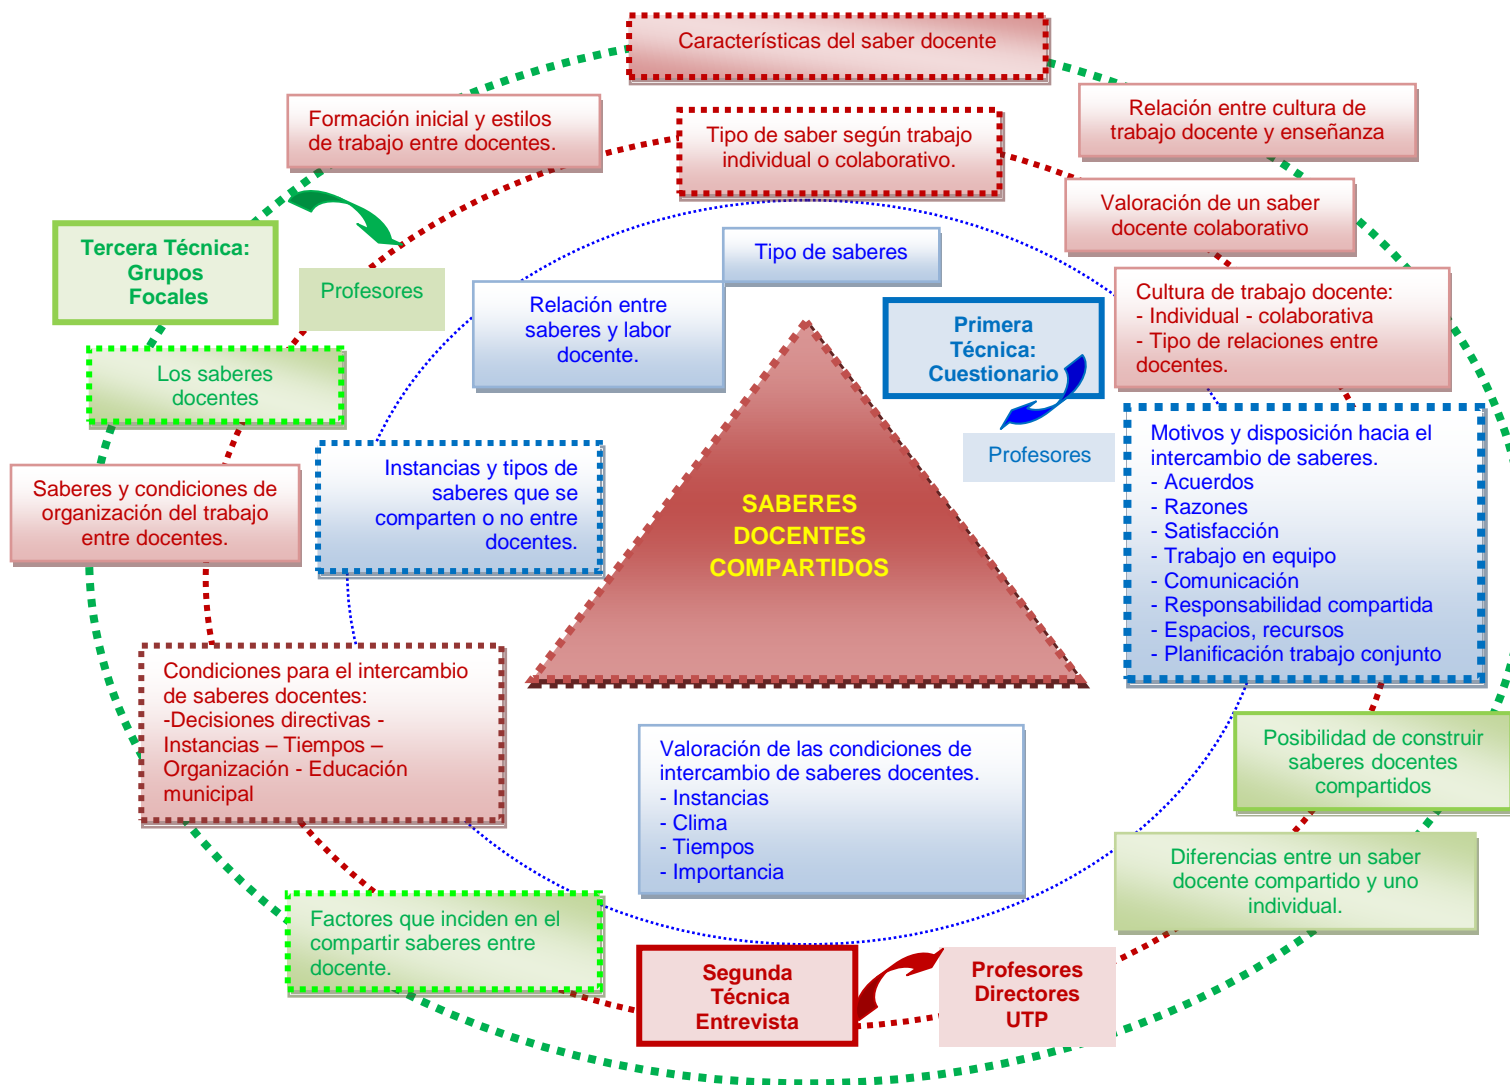 Características del saber docente
Formación inicial y estilos
de trabajo entre docentes.
Tipo de saber según trabajo
individual o colaborativo.
Relación entre cultura de
trabajo docente y enseñanza
Valoración de un saber
docente colaborativo
Tercera Técnica:
Grupos
Focales
Profesores
Tipo de saberes
Relación entre
saberes y labor
docente.
Primera
Técnica:
Cuestionario
Profesores
Cultura de trabajo docente:
- Individual - colaborativa
- Tipo de relaciones entre
docentes.
Los saberes
docentes
Saberes y condiciones de
organización del trabajo
entre docentes.
Instancias y tipos de
saberes que se
comparten o no entre
docentes.
SABERES
DOCENTES
COMPARTIDOS
Motivos y disposición hacia el
intercambio de saberes.
- Acuerdos
- Razones
- Satisfacción
- Trabajo en equipo
- Comunicación
- Responsabilidad compartida
- Espacios, recursos
- Planificación trabajo conjunto
Condiciones para el intercambio
de saberes docentes:
-Decisiones directivas -
Instancias – Tiempos –
Organización - Educación
municipal
Valoración de las condiciones de
intercambio de saberes docentes.
- Instancias
- Clima
- Tiempos
- Importancia
Posibilidad de construir
saberes docentes
compartidos
Diferencias entre un saber
docente compartido y uno
individual.
Factores que inciden en el
compartir saberes entre
docente.
Segunda
Técnica
Entrevista
Profesores
Directores
UTP